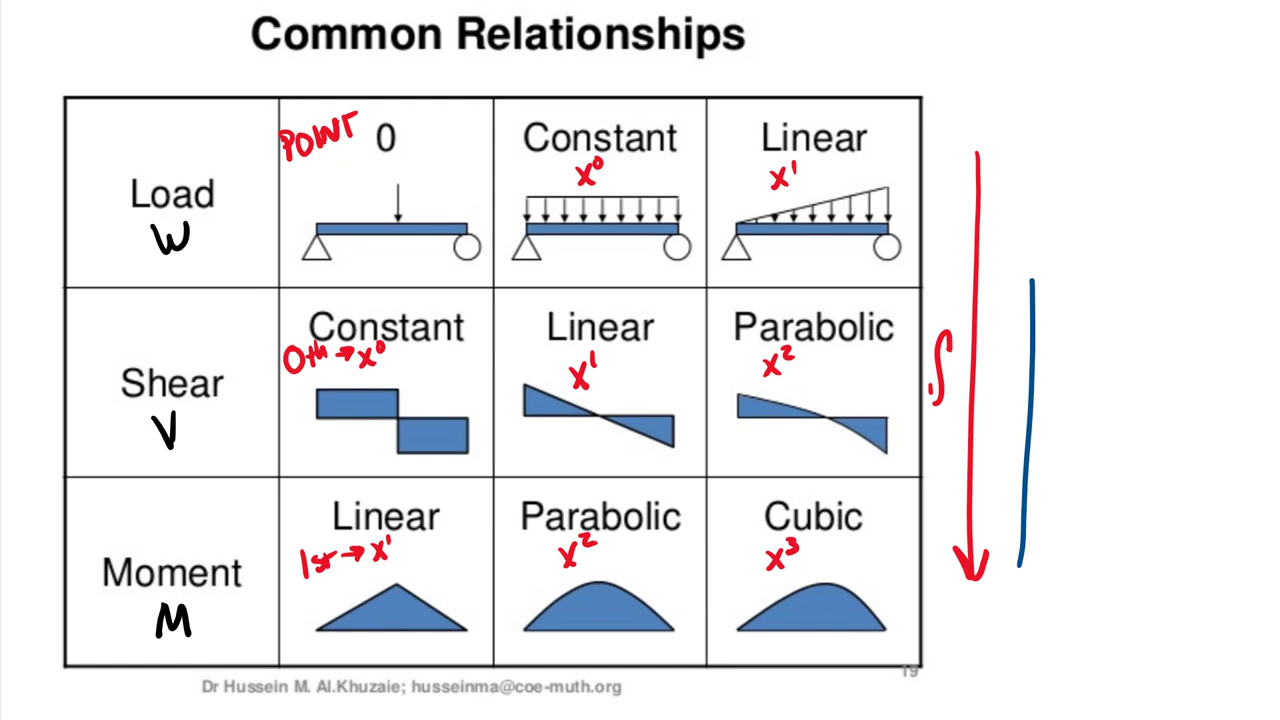 Common Relationships
Load
W
POINT
0
Constant
x⁰
Linear
x¹
Shear
V
Constant
0th → x⁰
Linear
x¹
Parabolic
x²
∫
Moment
M
Linear
1st → x¹
Parabolic
x²
Cubic
x³
19
Dr Hussein M. Al.Khuzaie; husseinma@coe-muth.org